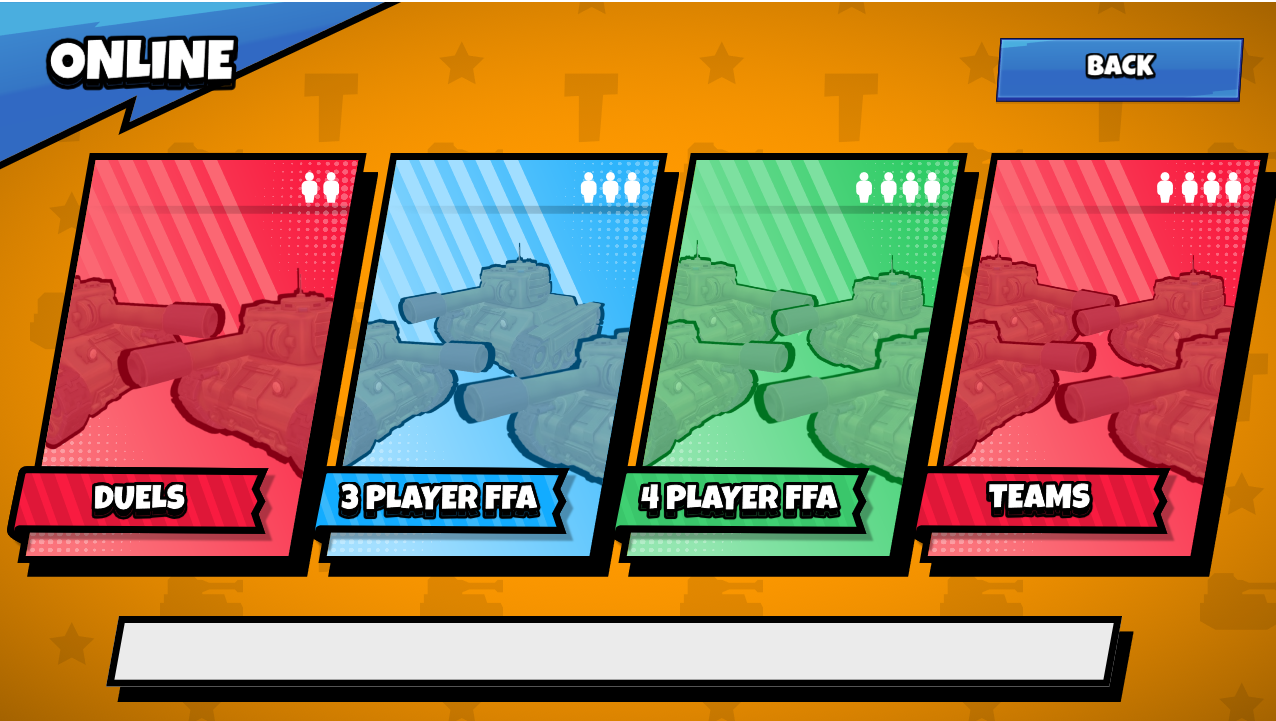 ONLINE
BACK
DUELS
3 PLAYER FFA
4 PLAYER FFA
TEAMS